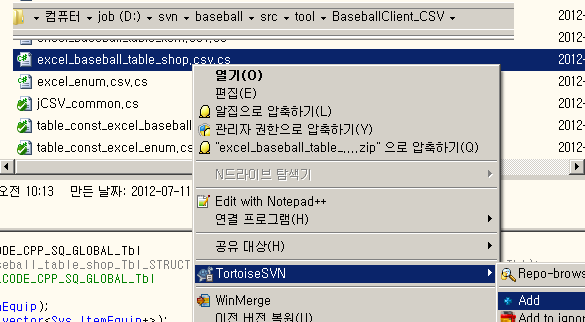 컴퓨터 ▸ job (D:) ▸ svn ▸ baseball ▸ src ▸ tool ▸ BaseballClient_CSV ▸
2012-
excel_baseball_table_shop,csv,cs 2012-
excel_enum,csv,cs 2012-
jCSV_common,cs 2012-
table_const_excel_baseball 2012-
table_const_excel_enum, 2012-
열기(O)
편집(E)
알집으로 압축하기(L)
관리자 권한으로 압축하기(Y)
"excel_baseball_table_,...zip" 으로 압축하기(Q)
N드라이브 탐색기
Edit with Notepad++
연결 프로그램(H)
공유 대상(H)
TortoiseSVN
WinMerge
이전 버전 복원(U)
Repo-brows
Add
Add to ignor
오전 10:13 만든 날짜: 2012-07-11
CODE_CPP_SQ_GLOBAL_Tbl
seball_table_shop_Tbl_STRUCT
_CODE_CPP_SQ_GLOBAL_Tbl
mEquip);
vector<Sys_ItemEquip*>);